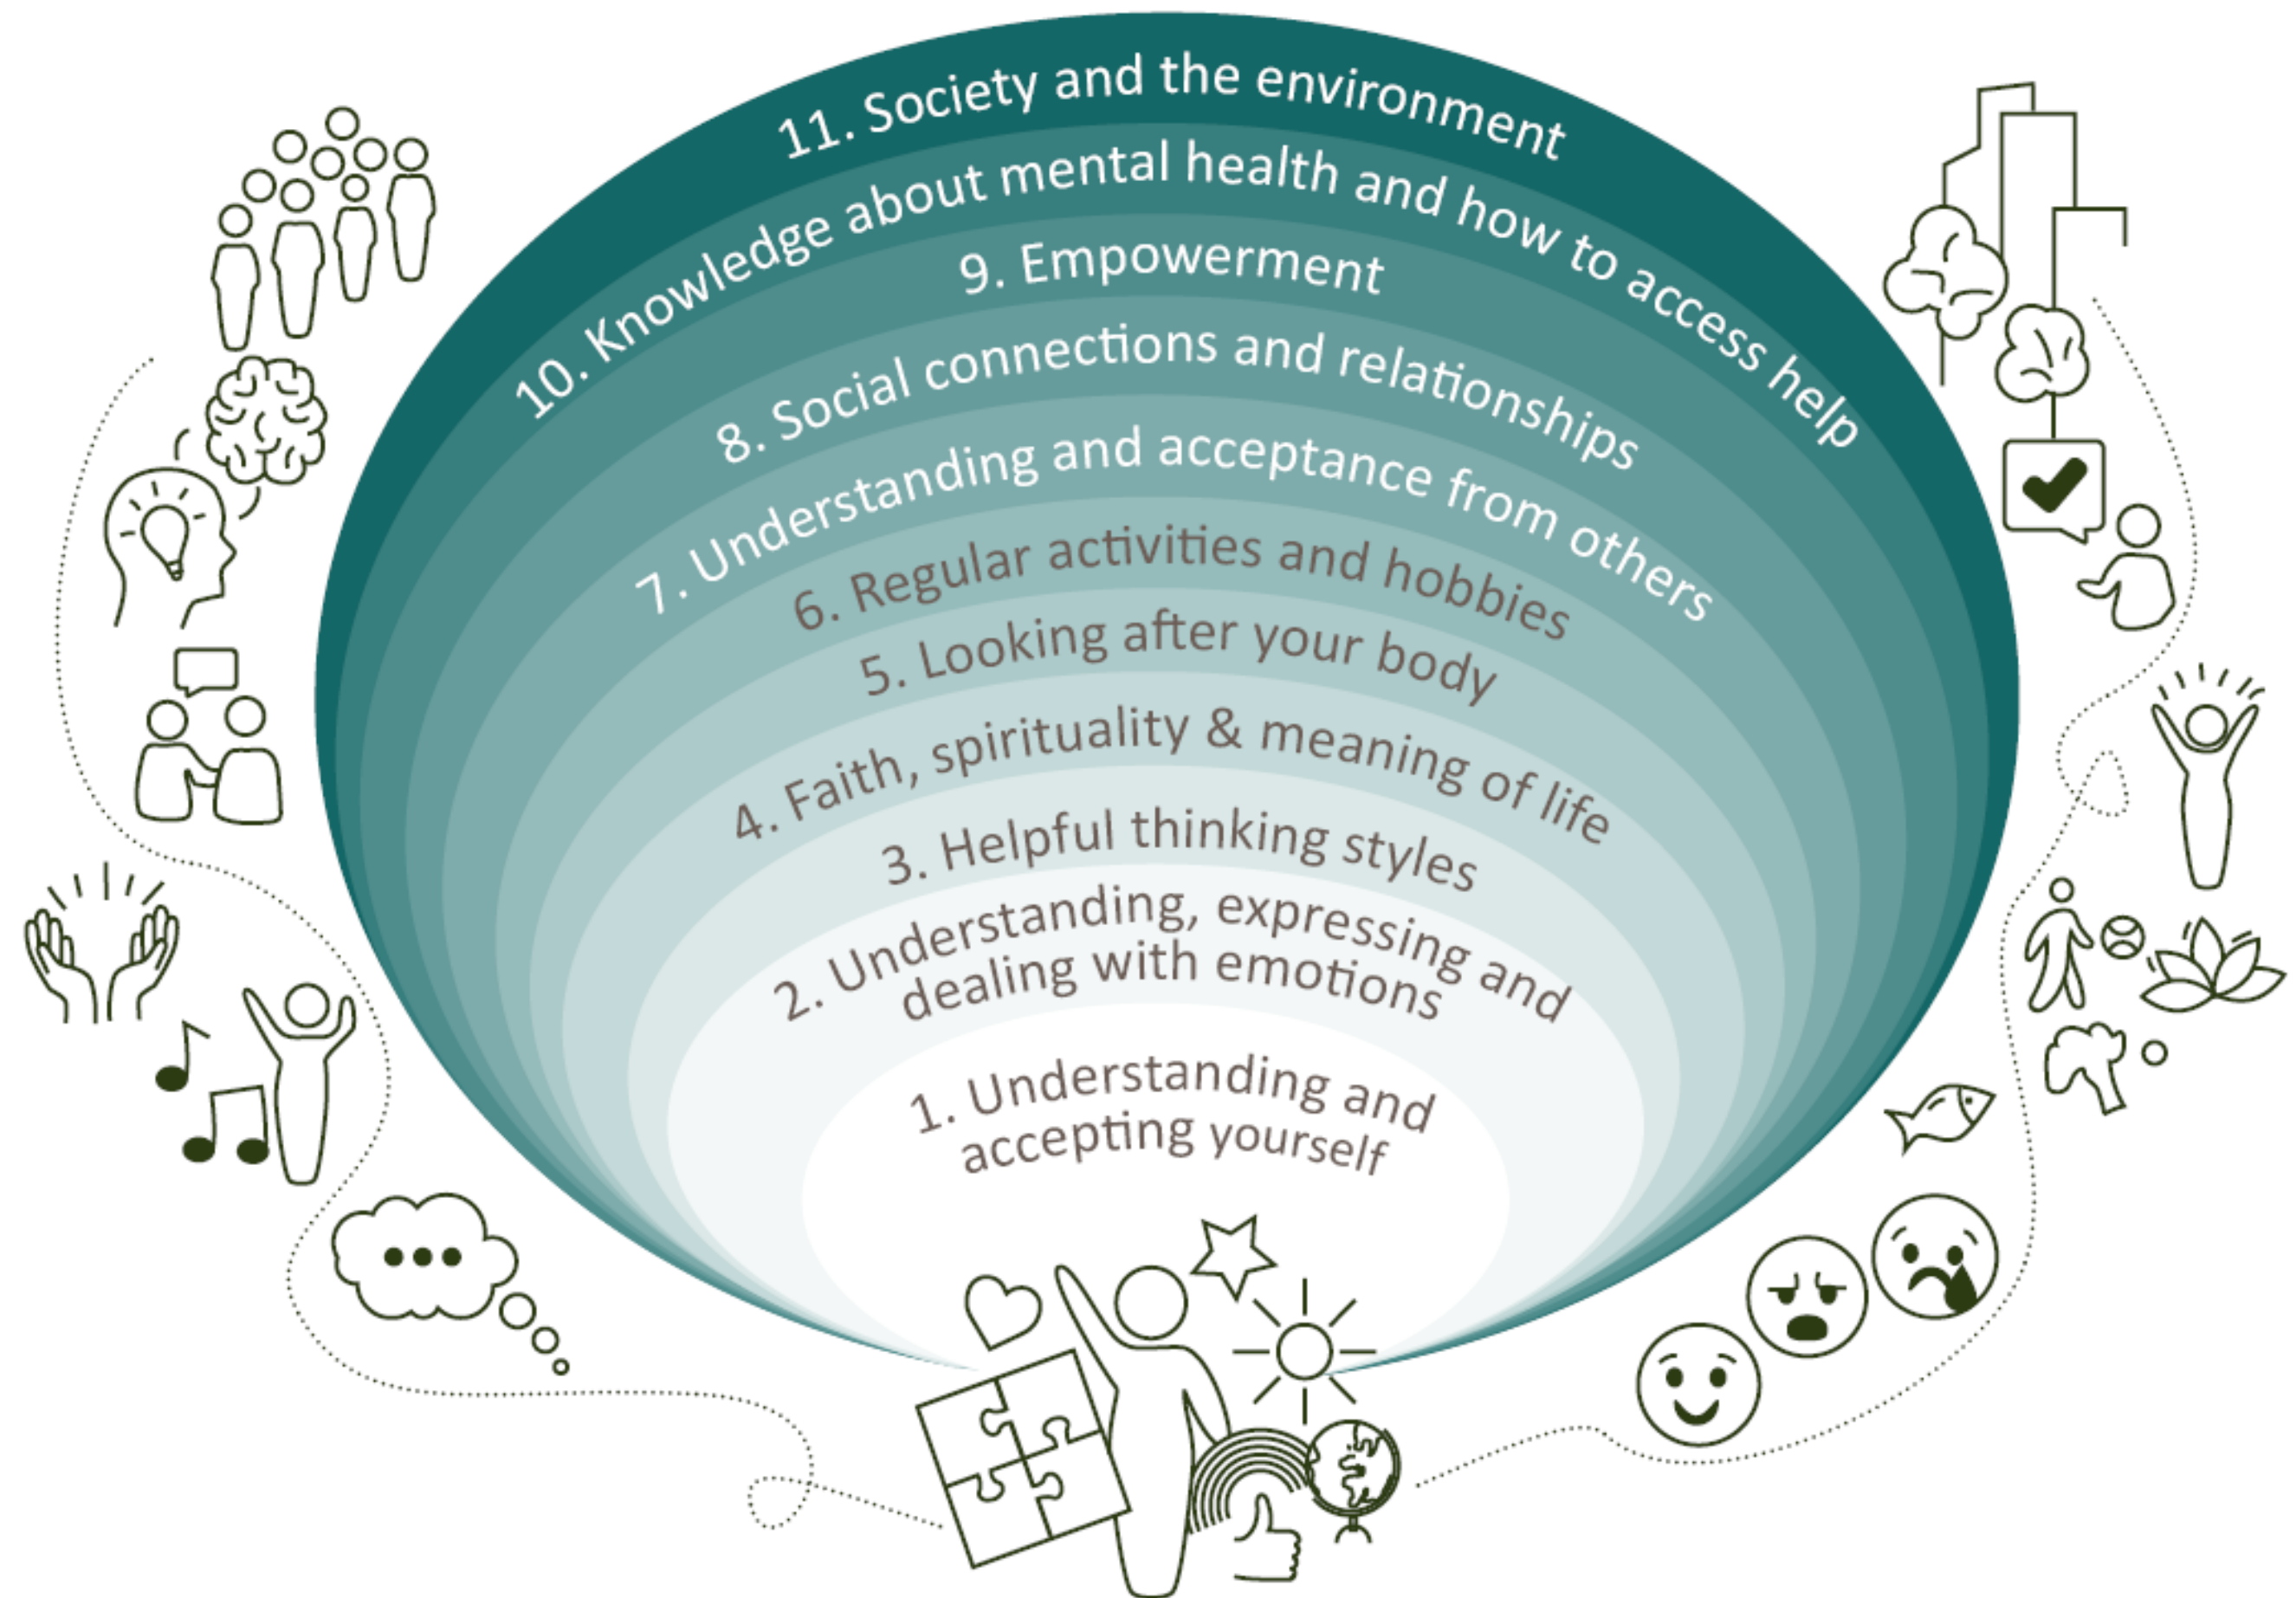 11. Society and the environment
10. Knowledge about mental health and how to access help
9. Empowerment
8. Social connections and relationships
7. Understanding and acceptance from others
6. Regular activities and hobbies
5. Looking after your body
4. Faith, spirituality & meaning of life
3. Helpful thinking styles
2. Understanding, expressing and
dealing with emotions
1. Understanding and
accepting yourself